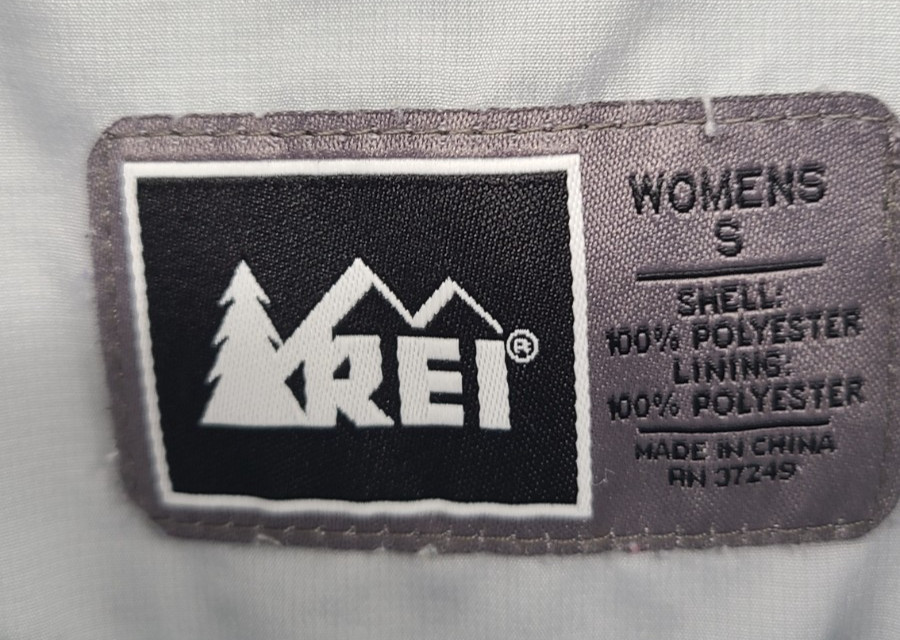 REI®
WOMENS
S
SHELL:
100% POLYESTER
LINING:
100% POLYESTER
MADE IN CHINA
RN 37249